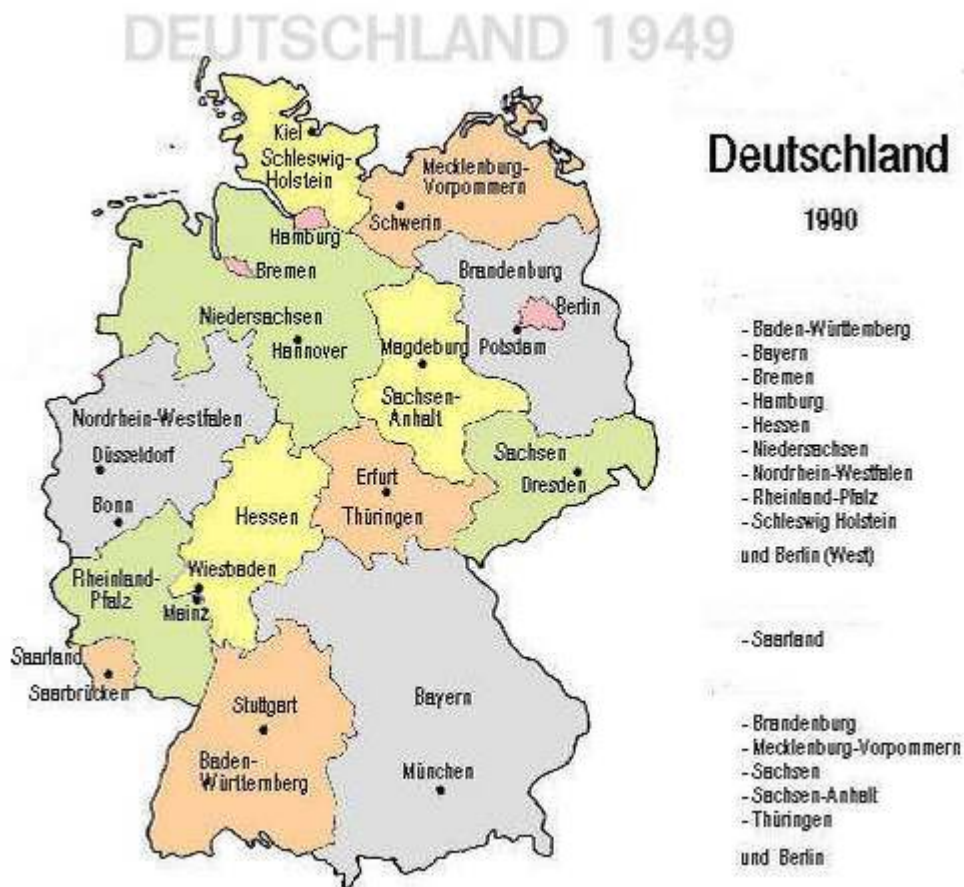 DEUTSCHLAND 1949
Deutschland
1990
Kiel
Schleswig-
Holstein
Mecklenburg-
Vorpommern
Schwerin
Hamburg
Bremen
Brandenburg
Berlin
Potsdam
Niedersachsen
Hannover
Magdeburg
Sachsen-
Anhalt
Nordrhein-Westfalen
Düsseldorf
Bonn
Sachsen
Dresden
Erfurt
Thüringen
Hessen
Wiesbaden
Rheinland-
Pfalz
Mainz
Saarland
Saarbrücken
Stuttgart
Baden-
Württemberg
Bayern
München
- Baden-Württemberg
- Bayern
- Bremen
- Hamburg
- Hessen
- Niedersachsen
- Nordrhein-Westfalen
- Rheinland-Pfalz
- Schleswig Holstein
und Berlin (West)
- Saarland
- Brandenburg
- Mecklenburg-Vorpommern
- Sachsen
- Sachsen-Anhalt
- Thüringen
und Berlin